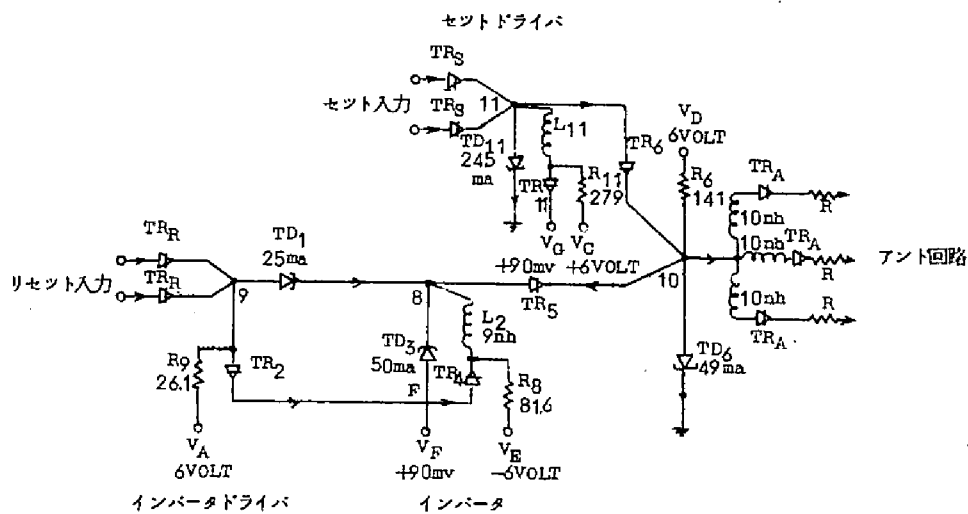 セットドライバ
TRS
セット入力
TRS
11
L11
TD11
245
ma
TR
11
R11
279
TR6
VD
6VOLT
R6
141
TRA
R
10nh
10nh
TRA
R
アンド回路
10nh
R
TRA
VG
VC
+90mv
+6VOLT
10
TRR
TD1
25ma
リセット入力
TRR
9
8
TR5
L2
9nh
TD3
50ma
TR4
TD6
49ma
R9
26.1
TR2
F
R8
81.6
VA
6VOLT
VF
+90mv
VE
-6VOLT
インバータドライバ
インバータ